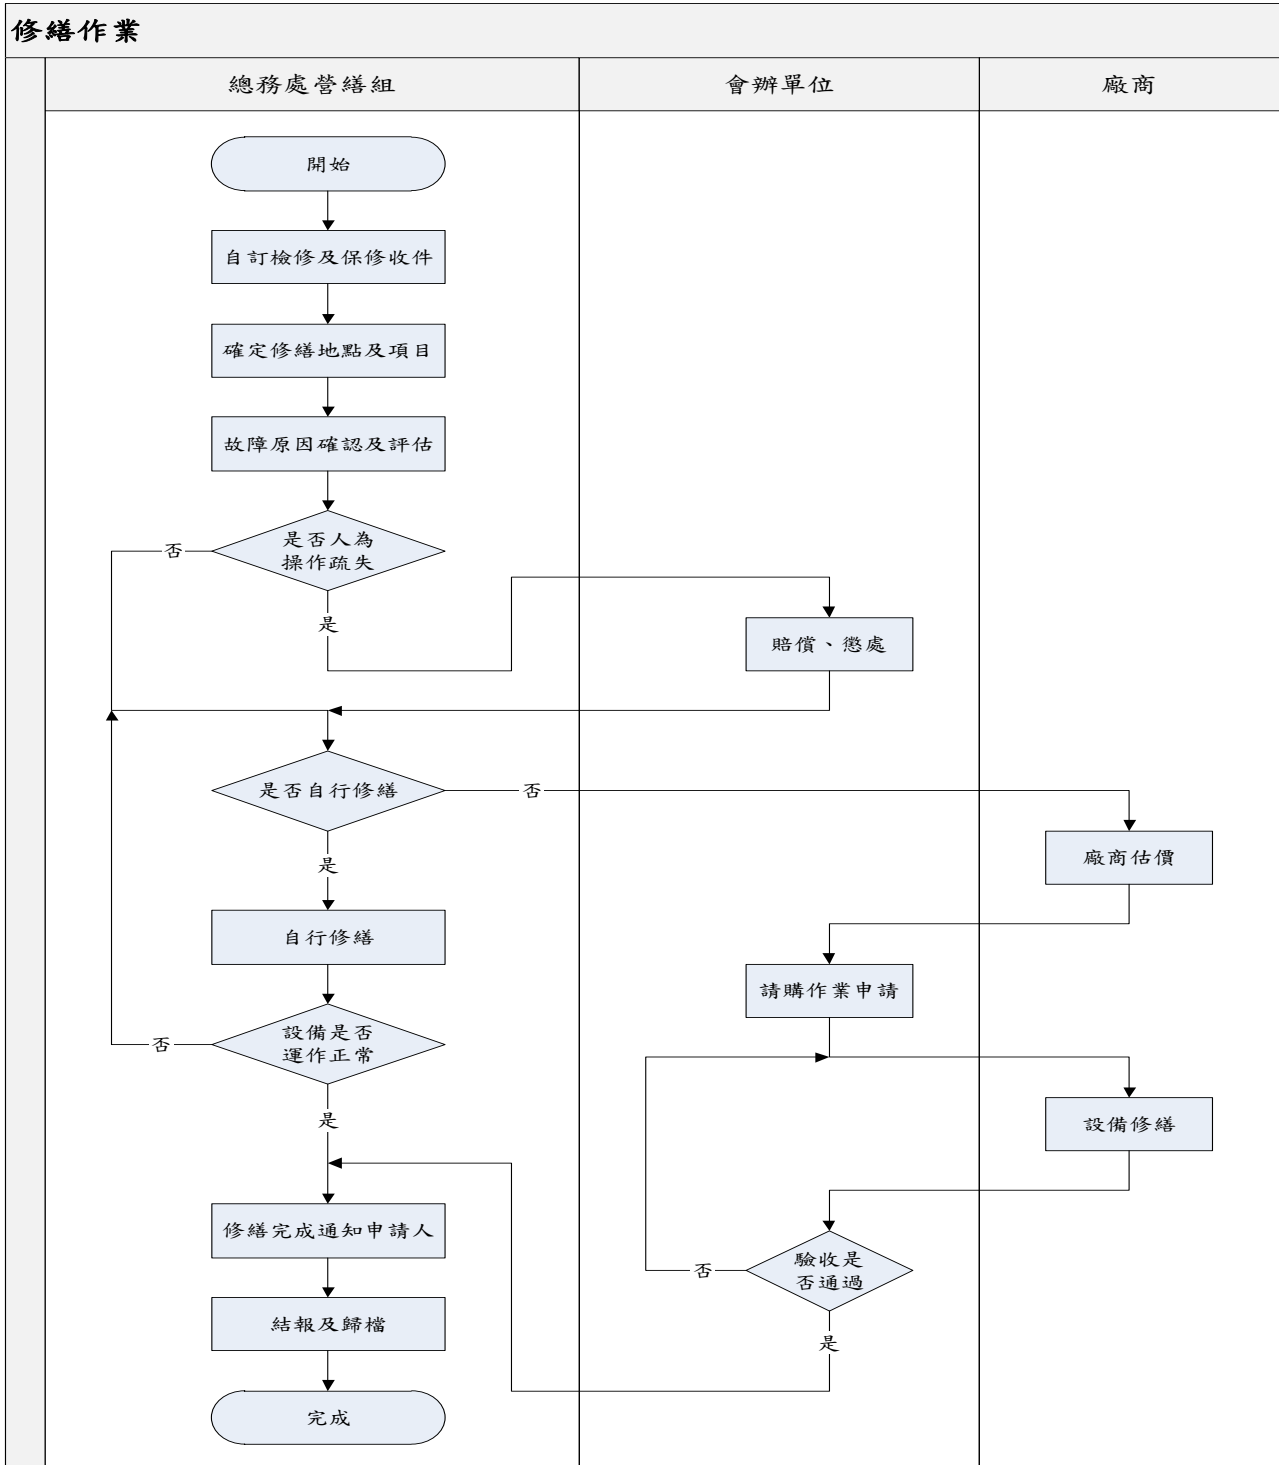 修繕作業
總務處營繕組
會辦單位
廠商
開始
自訂檢修及保修收件
確定修繕地點及項目
故障原因確認及評估
是否人為
操作疏失
否
是
賠償、懲處
是否自行修繕
否
是
廠商估價
自行修繕
請購作業申請
設備是否
運作正常
否
是
設備修繕
修繕完成通知申請人
驗收是
否通過
否
是
結報及歸檔
完成